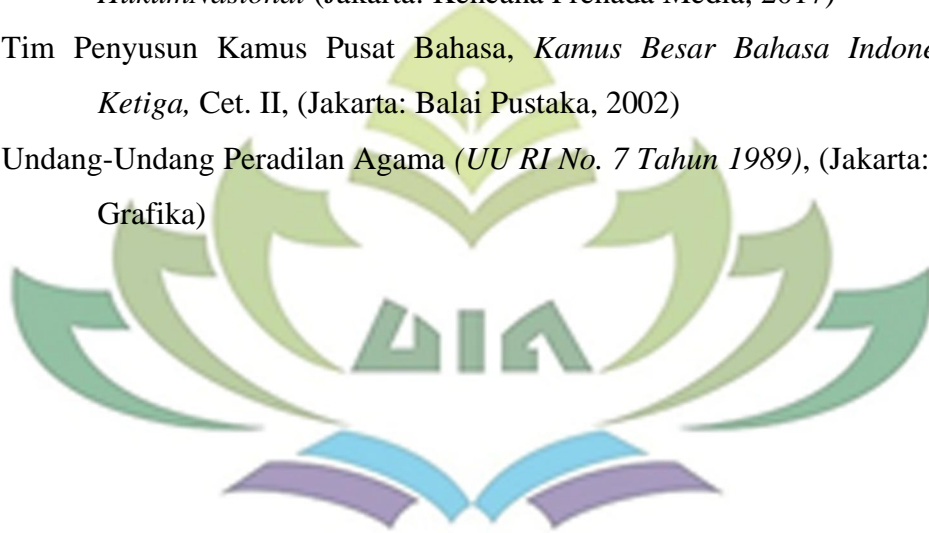 HukumNasional (Jakarta: Kencana Prenada Media, 2017)
Tim Penyusun Kamus Pusat Bahasa, Kamus Besar Bahasa Indone
Ketiga, Cet. II, (Jakarta: Balai Pustaka, 2002)
Undang-Undang Peradilan Agama (UU RI No. 7 Tahun 1989), (Jakarta:
Grafika)
UIN